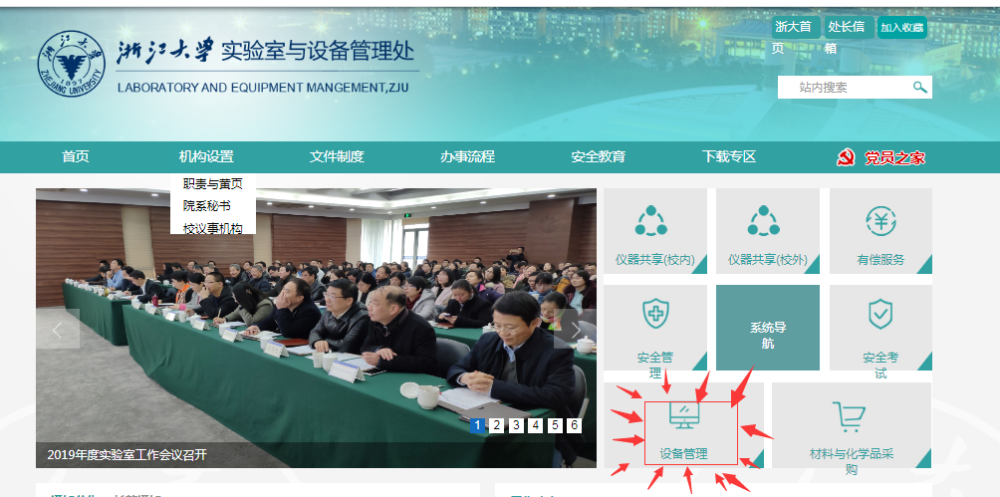 浙大首页
处长信箱
加入收藏
浙江大学 实验室与设备管理处
ZHEJIANG UNIVERSITY
1897
LABORATORY AND EQUIPMENT MANGEMENT,ZJU
站内搜索
首页 机构设置 文件制度 办事流程 安全教育 下载专区 党员之家
职责与黄页
院系秘书
校议事机构
仪器共享(校内) 仪器共享(校外) 有偿服务
安全管理
系统导航
安全考试
设备管理
材料与化学品采购
1 2 3 4 5 6
2019年度实验室工作会议召开